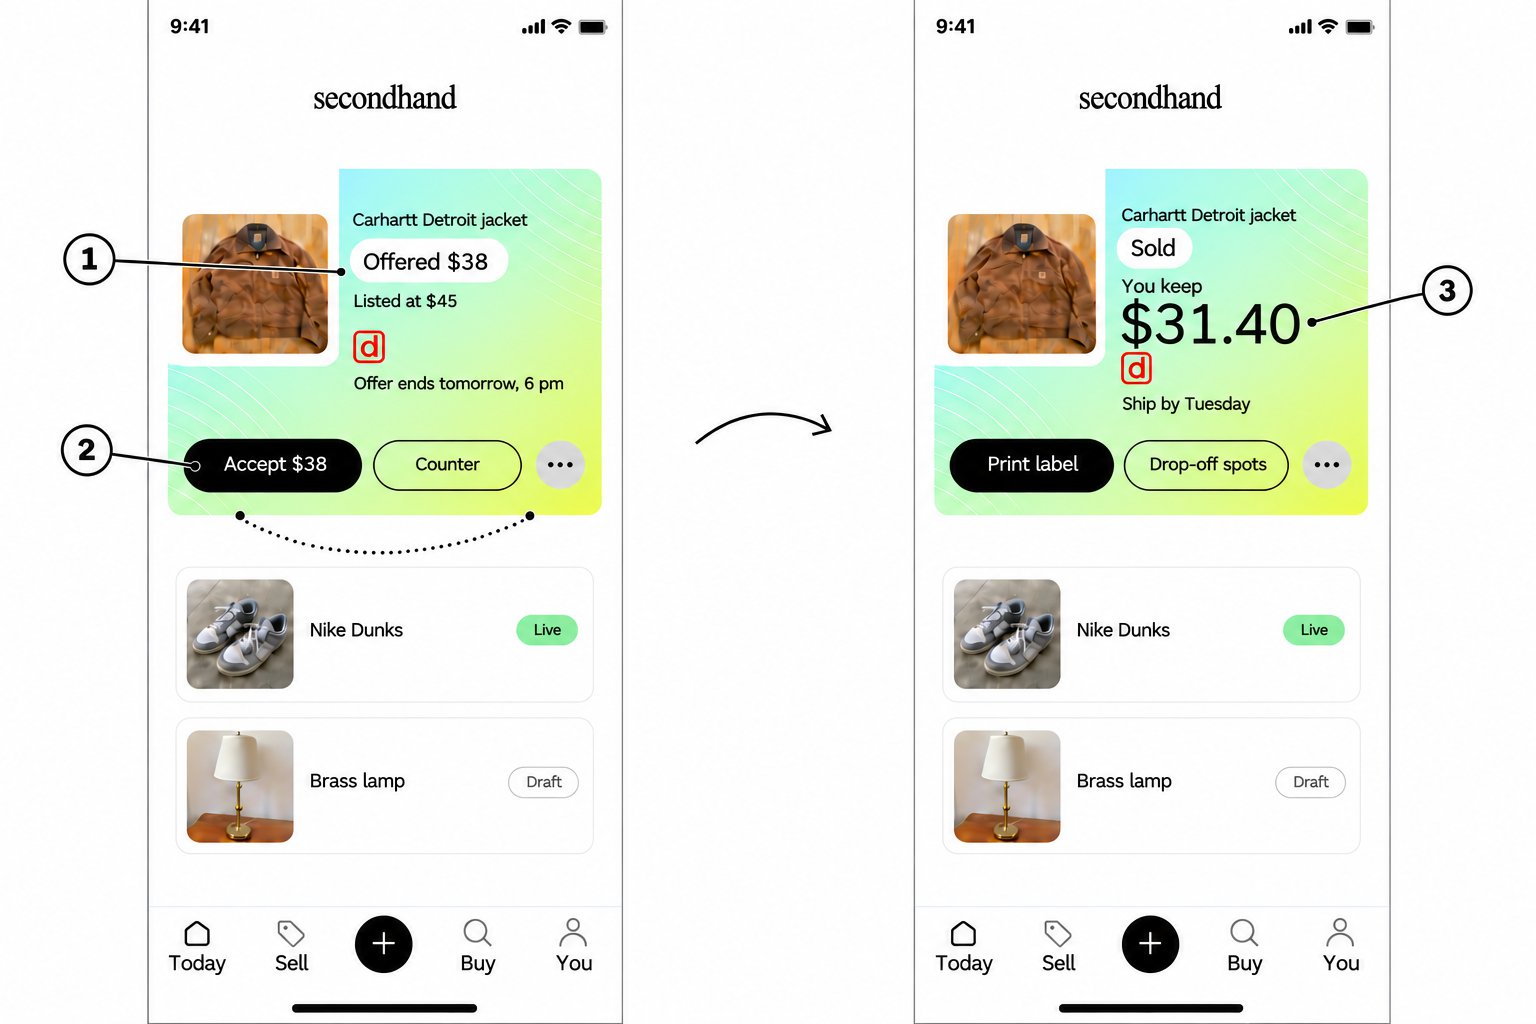 9:41
secondhand
Carhartt Detroit jacket
Offered $38
Listed at $45
d
Offer ends tomorrow, 6 pm
Accept $38
Counter
1
2
Nike Dunks
Live
Brass lamp
Draft
Today
Sell
Buy
You
9:41
secondhand
Carhartt Detroit jacket
Sold
You keep
$31.40
d
Ship by Tuesday
Print label
Drop-off spots
3
Nike Dunks
Live
Brass lamp
Draft
Today
Sell
Buy
You